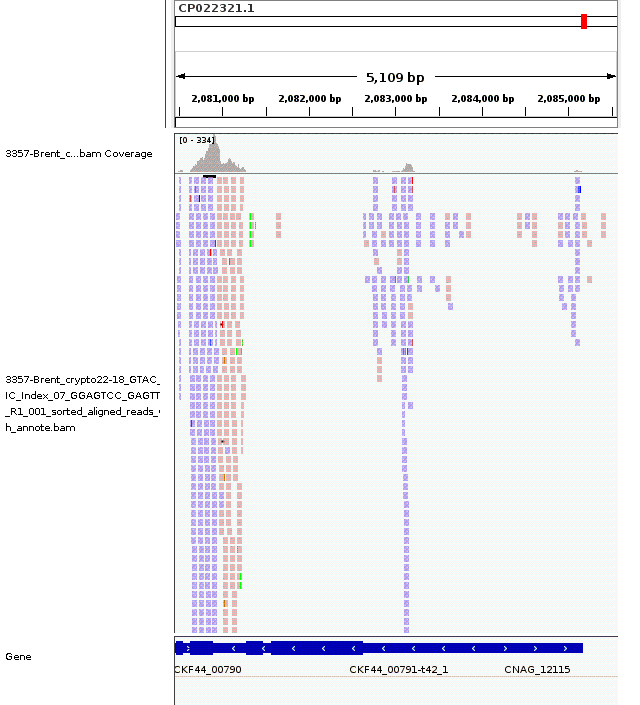 CP022321.1
5,109 bp
2,081,000 bp 2,082,000 bp 2,083,000 bp 2,084,000 bp 2,085,000 bp
[0 - 334]
3357-Brent_c...bam Coverage
3357-Brent_crypto22-18_GTAC_
IC_Index_07_GGAGTCC_GAGTT
_R1_001_sorted_aligned_reads_
h_annote.bam
Gene
CKF44_00790 CKF44_00791-t42_1 CNAG_12115